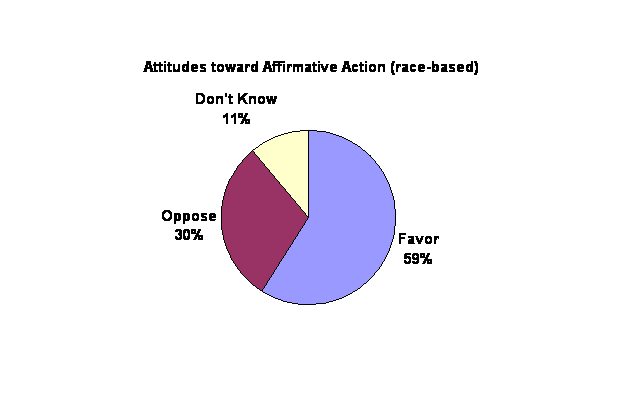 Attitudes toward Affirmative Action (race-based)
Don't Know
11%
Oppose
30%
Favor
59%